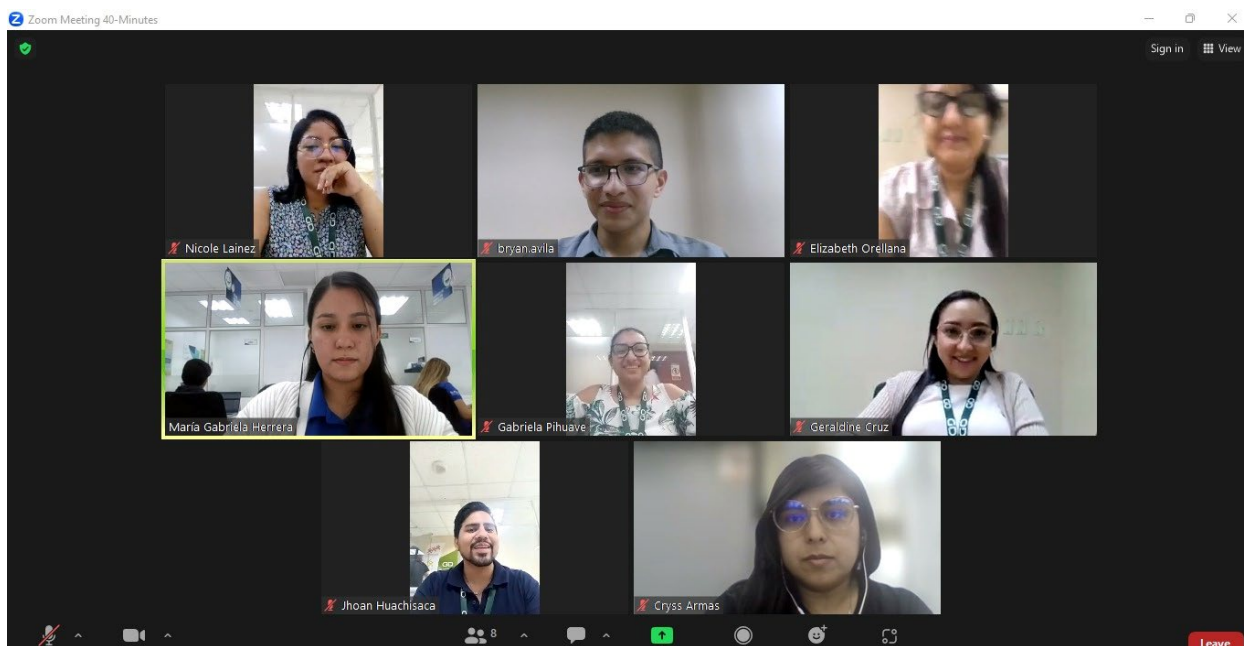 Zoom Meeting 40-Minutes
Sign in View
Nicole Lainez
bryan.avila
Elizabeth Orellana
María Gabriela Herrera
Gabriela Pihuave
Geraldine Cruz
Jhoan Huachisaca
Cryss Armas
8
Leave